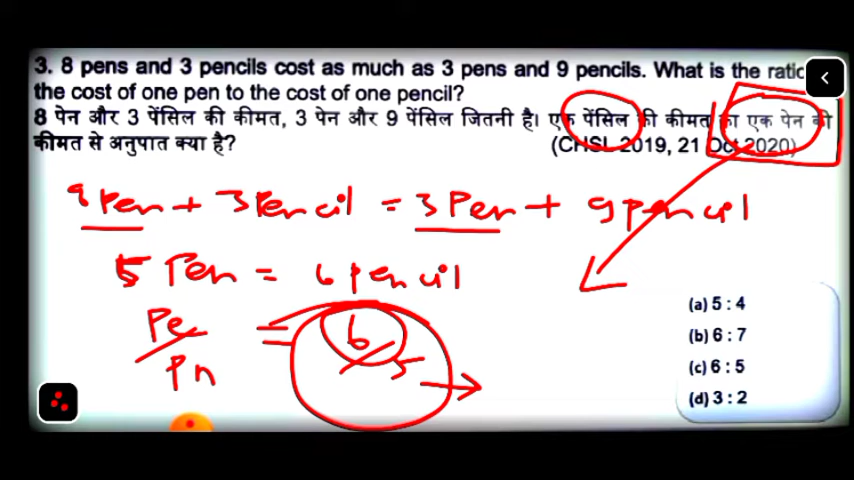 3. 8 pens and 3 pencils cost as much as 3 pens and 9 pencils. What is the ratio
the cost of one pen to the cost of one pencil?
8 पेन और 3 पेंसिल की कीमत, 3 पेन और 9 पेंसिल जितनी है। एक पेंसिल की कीमत का एक पेन की
कीमत से अनुपात क्या है?
(CHSL 2019, 21 Oct 2020)
8 Pen + 3 Pencil = 3 Pen + 9 pencil
5 Pen = 6 pencil
Pe/Pn = 6/5
(a) 5 : 4
(b) 6 : 7
(c) 6 : 5
(d) 3 : 2